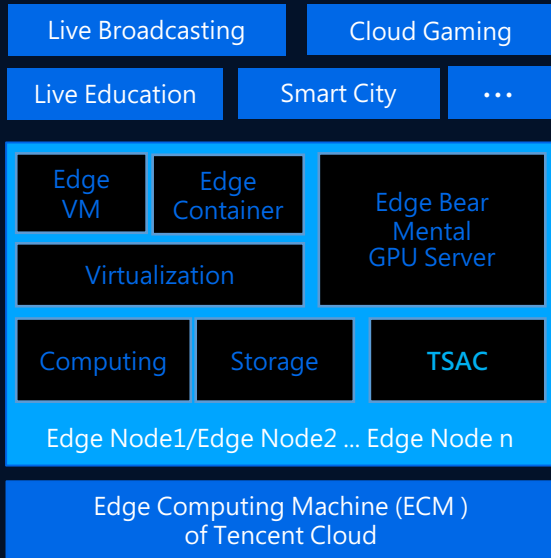 Live Broadcasting
Cloud Gaming
Live Education
Smart City
...
Edge
VM
Edge
Container
Edge Bear
Mental
GPU Server
Virtualization
Computing
Storage
TSAC
Edge Node1/Edge Node2 ... Edge Node n
Edge Computing Machine (ECM )
of Tencent Cloud